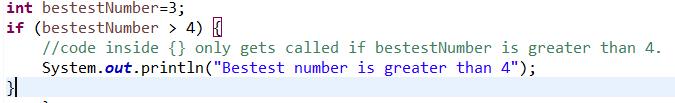 int bestestNumber=3;
if (bestestNumber > 4) {
    //code inside {} only gets called if bestestNumber is greater than 4.
    System.out.println("Bestest number is greater than 4");
}